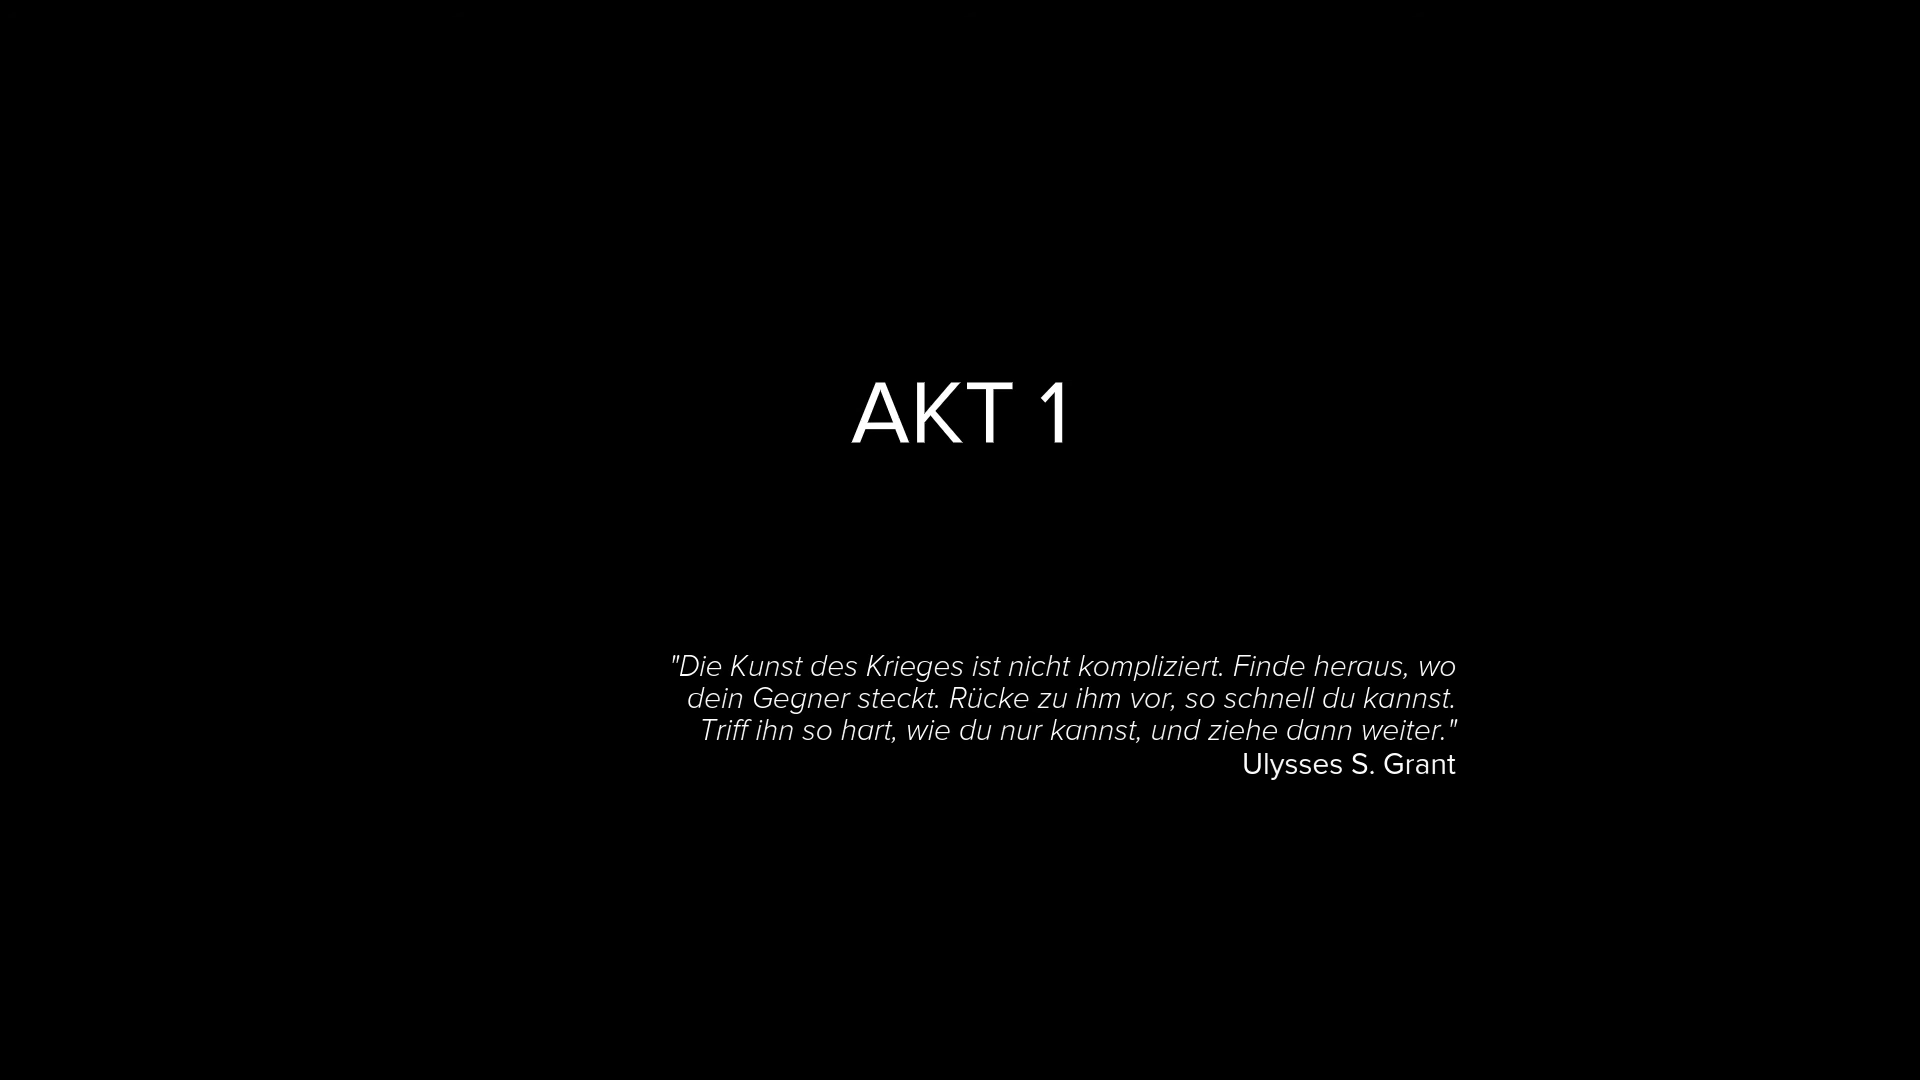 AKT 1
"Die Kunst des Krieges ist nicht kompliziert. Finde heraus, wo
dein Gegner steckt. Rücke zu ihm vor, so schnell du kannst.
Triff ihn so hart, wie du nur kannst, und ziehe dann weiter."
Ulysses S. Grant